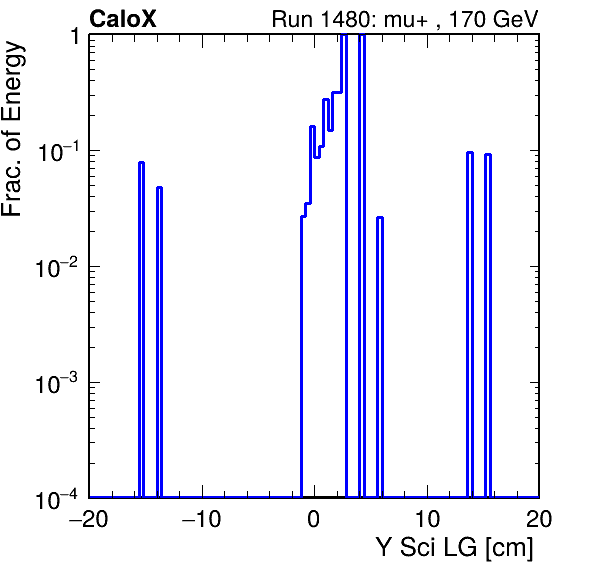 CaloX Run 1480: mu+ , 170 GeV
Frac. of Energy
1
10⁻¹
10⁻²
10⁻³
10⁻⁴
−20 −10 0 10 20
Y Sci LG [cm]